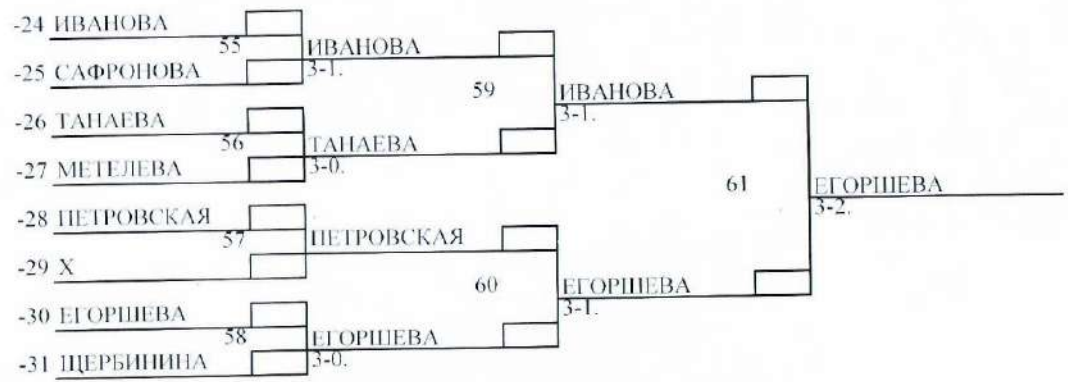 -24 ИВАНОВА
55
ИВАНОВА
3-1.
-25 САФРОНОВА
59
ИВАНОВА
3-1.
-26 ТАНАЕВА
56
ТАНАЕВА
3-0.
-27 МЕТЕЛЕВА
61
ЕГОРШЕВА
3-2.
-28 ПЕТРОВСКАЯ
57
ПЕТРОВСКАЯ
-29 X
60
ЕГОРШЕВА
3-1.
-30 ЕГОРШЕВА
58
ЕГОРШЕВА
3-0.
-31 ЩЕРБИНИНА